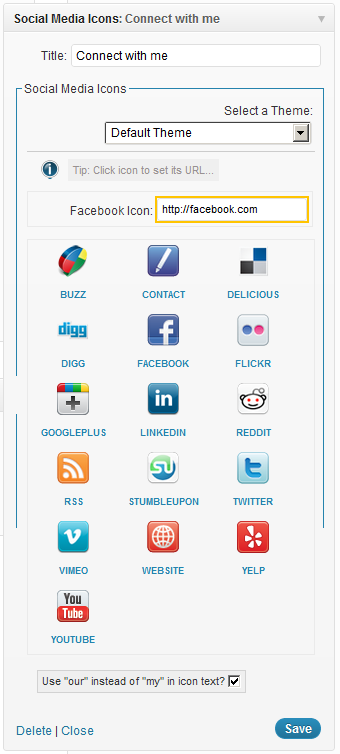 Social Media Icons: Connect with me
Title: Connect with me
Social Media Icons
Select a Theme:
Default Theme
Tip: Click icon to set its URL...
Facebook Icon: http://facebook.com
BUZZ CONTACT DELICIOUS
digg
DIGG FACEBOOK FLICKR
in
GOOGLEPLUS LINKEDIN REDDIT
RSS STUMBLEUPON TWITTER
VIMEO WEBSITE YELP
You
Tube
YOUTUBE
Use "our" instead of "my" in icon text?
Delete | Close Save